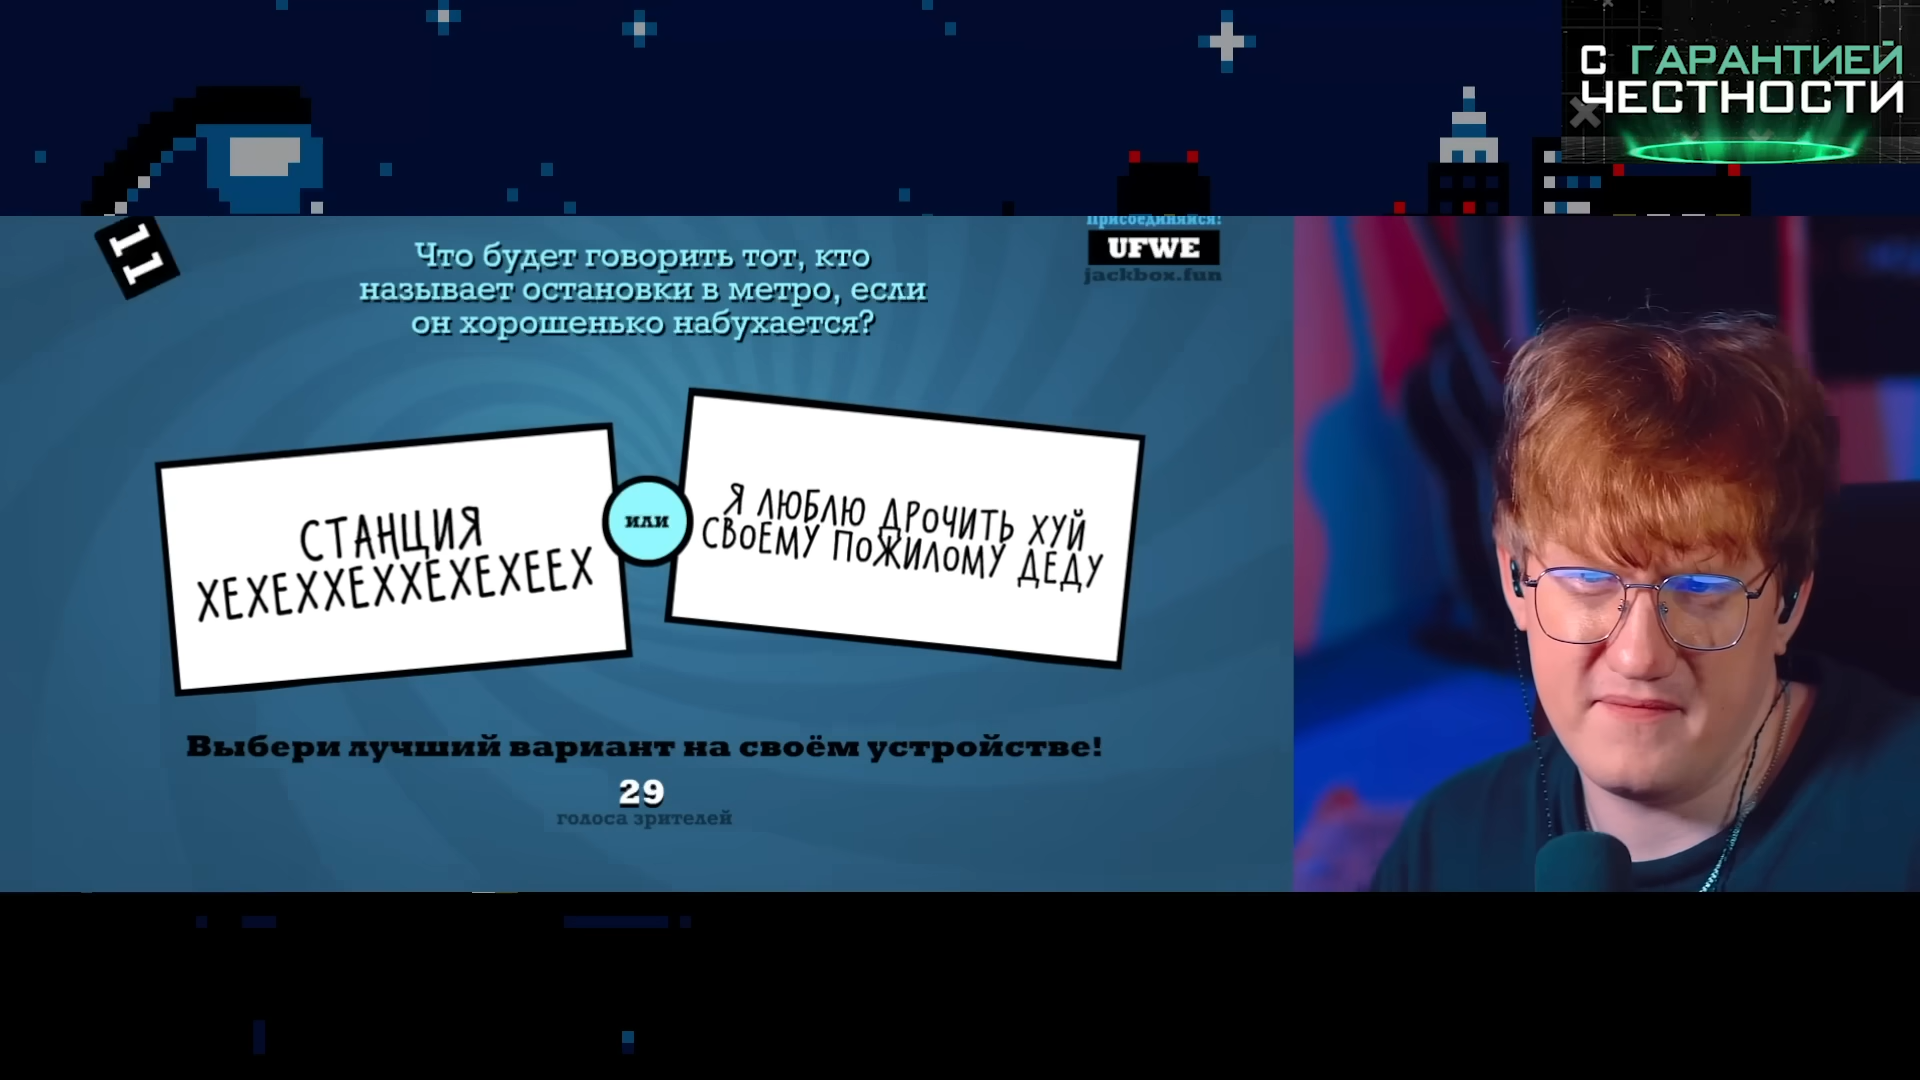 С ГАРАНТИЕЙ
ЧЕСТНОСТИ
11
Присоединяйся!
UFWE
jackbox.fun
Что будет говорить тот, кто
называет остановки в метро, если
он хорошенько набухается?
СТАНЦИЯ
ХЕХЕХХЕХХЕХЕХЕЕХ
или
Я ЛЮБЛЮ ДРОЧИТЬ ХУЙ
СВОЕМУ ПОЖИЛОМУ ДЕДУ
Выбери лучший вариант на своём устройстве!
29
голоса зрителей